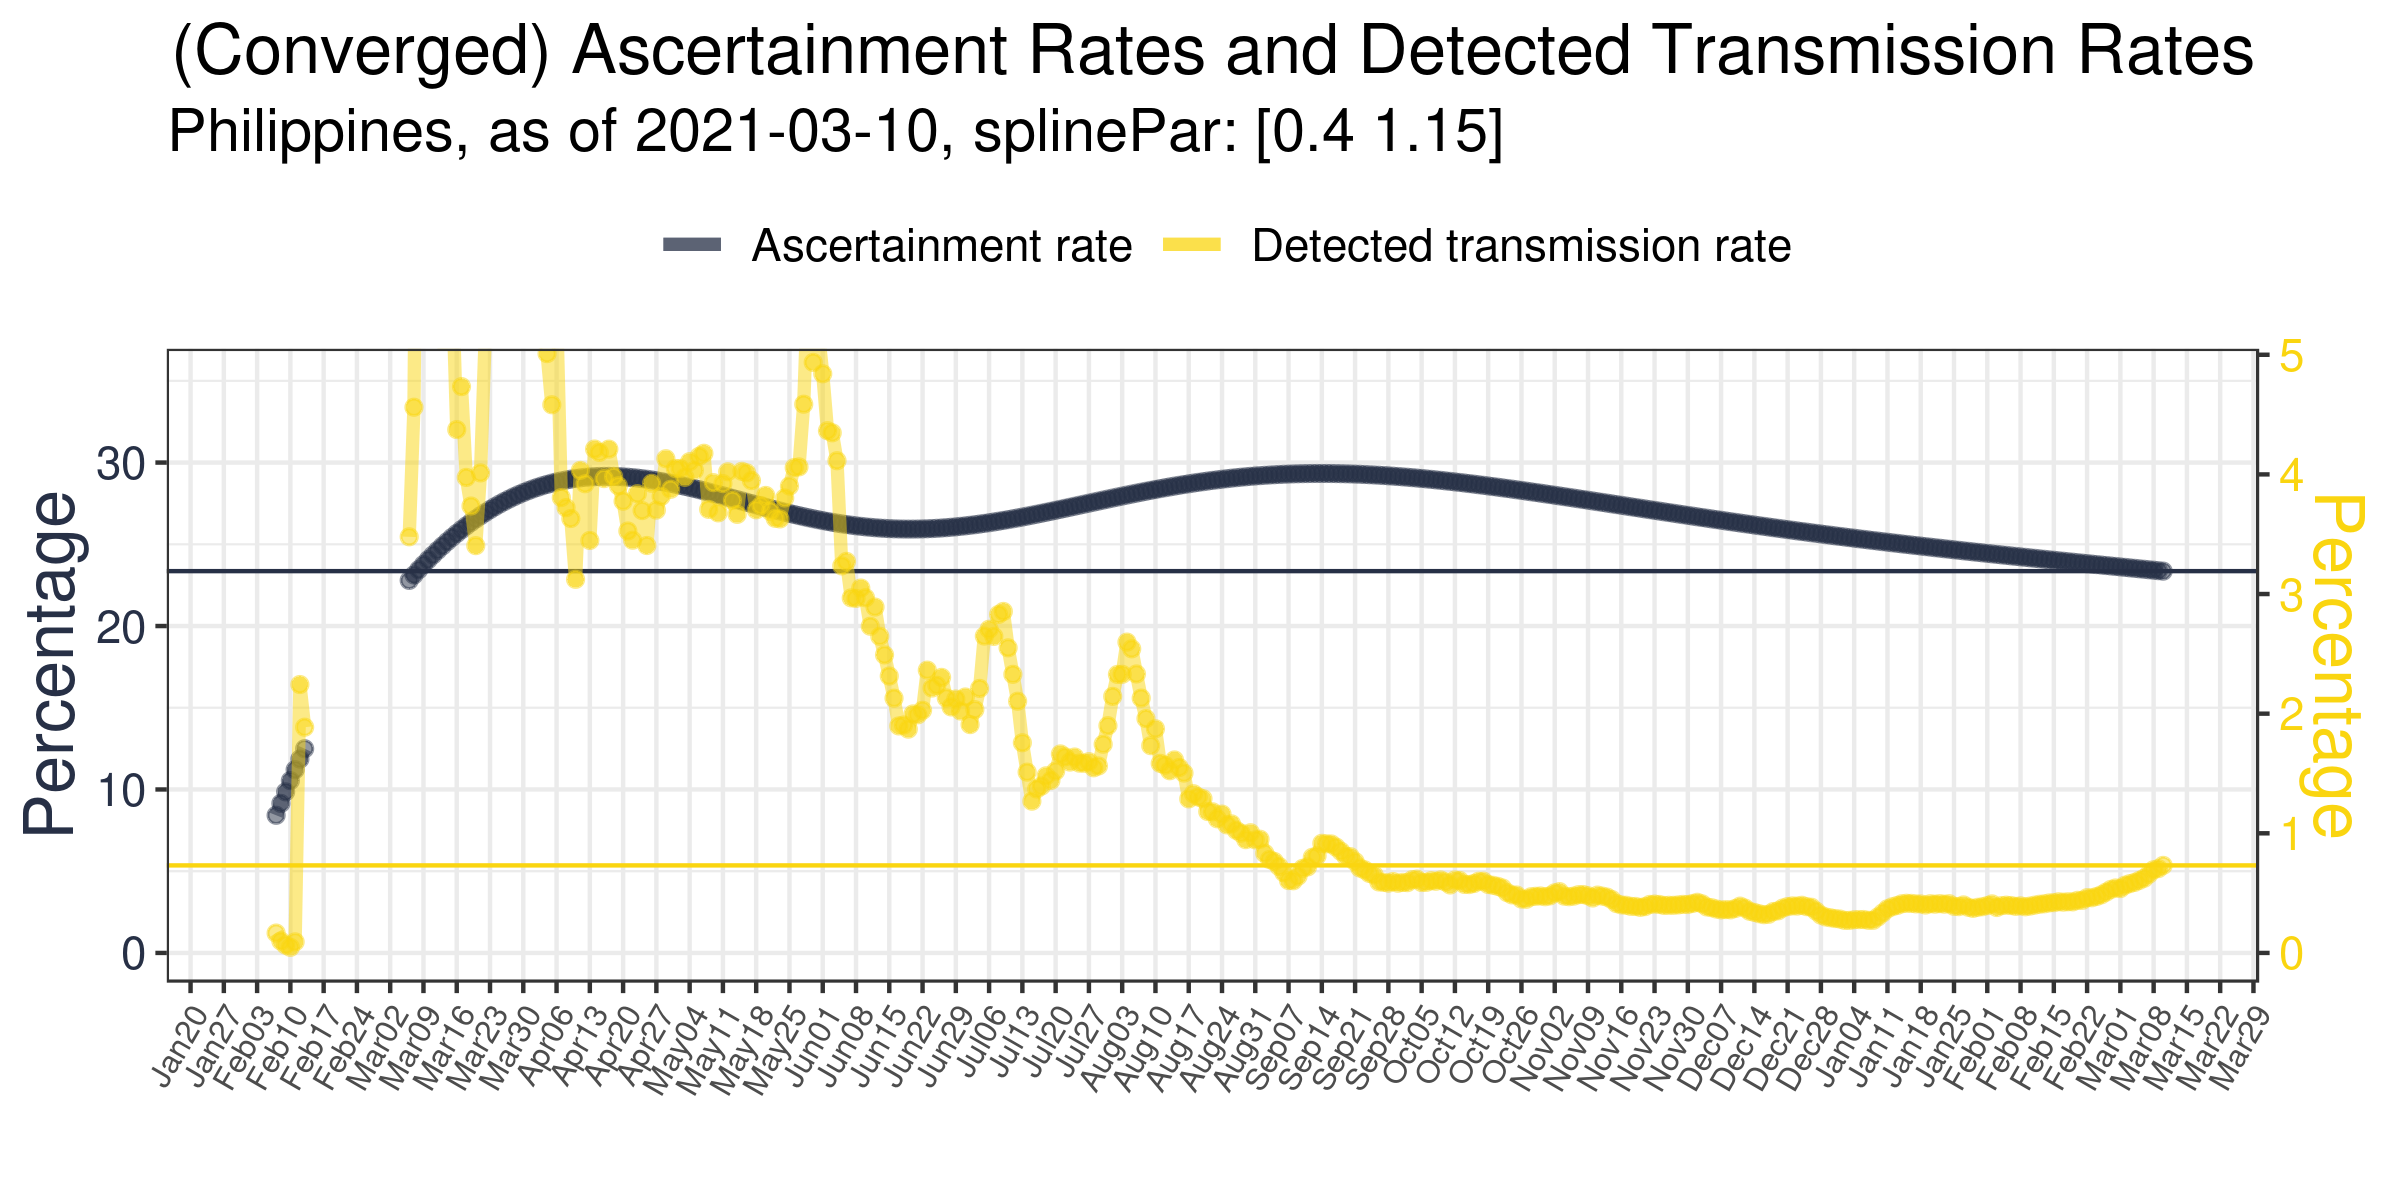 (Converged) Ascertainment Rates and Detected Transmission Rates
Philippines, as of 2021-03-10, splinePar: [0.4 1.15]
Ascertainment rate
Detected transmission rate
Percentage
30
20
10
0
5
4
3
2
1
0
Percentage
Jan20
Jan27
Feb03
Feb10
Feb17
Feb24
Mar02
Mar09
Mar16
Mar23
Mar30
Apr06
Apr13
Apr20
Apr27
May04
May11
May18
May25
Jun01
Jun08
Jun15
Jun22
Jun29
Jul06
Jul13
Jul20
Jul27
Aug03
Aug10
Aug17
Aug24
Aug31
Sep07
Sep14
Sep21
Sep28
Oct05
Oct12
Oct19
Oct26
Nov02
Nov09
Nov16
Nov23
Nov30
Dec07
Dec14
Dec21
Dec28
Jan04
Jan11
Jan18
Jan25
Feb01
Feb08
Feb15
Feb22
Mar01
Mar08
Mar15
Mar22
Mar29